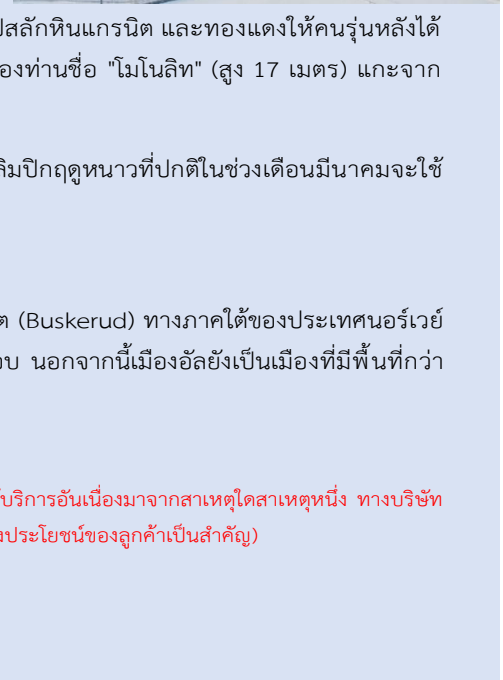 สลักหินแกรนิต และทองแดงให้คนรุ่นหลังได้
องท่านชื่อ "โมโนลิท" (สูง 17 เมตร) แกะจาก
ลิมปิกฤดูหนาวที่ปกติในช่วงเดือนมีนาคมจะใช้
(Buskerud) ทางภาคใต้ของประเทศนอร์เวย์
อบ นอกจากนี้เมืองอัลยังเป็นเมืองที่มีพื้นที่กว่า
บริการอันเนื่องมาจากสาเหตุใดสาเหตุหนึ่ง ทางบริษัท
ประโยชน์ของลูกค้าเป็นสำคัญ)